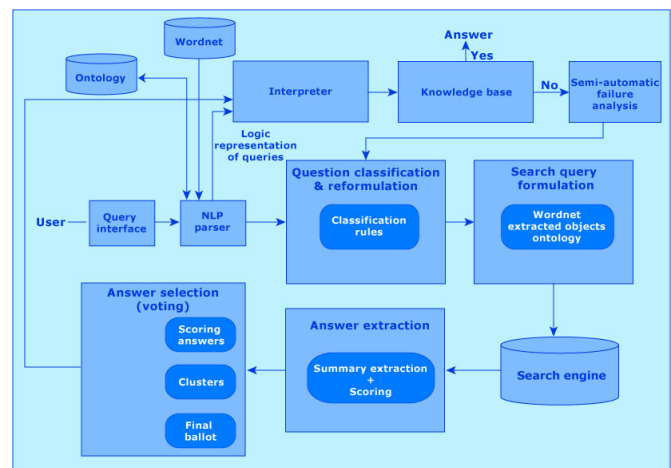 Wordnet
Answer
Yes
Ontology
Interpreter
Knowledge base
No
Semi-automatic
failure
analysis
Logic
representation
of queries
Question classification
& reformulation
Classification
rules
Search query
formulation
Wordnet
extracted objects
ontology
User
Query
interface
NLP
parser
Answer selection
(voting)
Scoring
answers
Clusters
Final
ballot
Answer extraction
Summary extraction
+
Scoring
Search engine